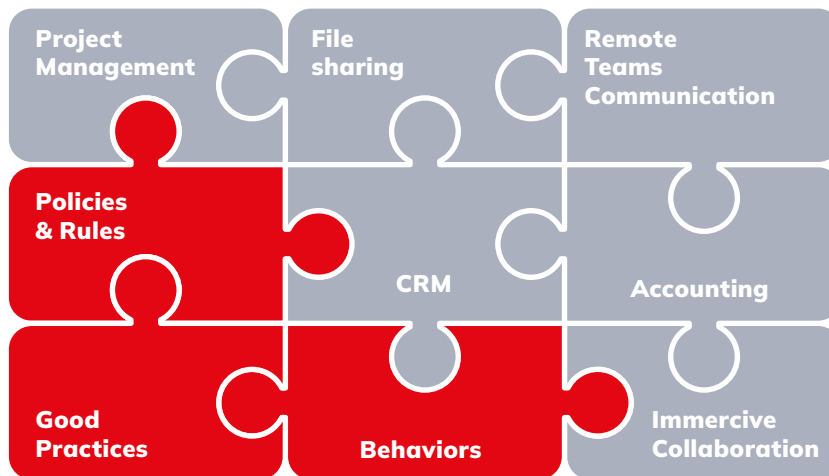 Project
Management
File
sharing
Remote
Teams
Communication
Policies
& Rules
CRM
Accounting
Good
Practices
Behaviors
Immercive
Collaboration